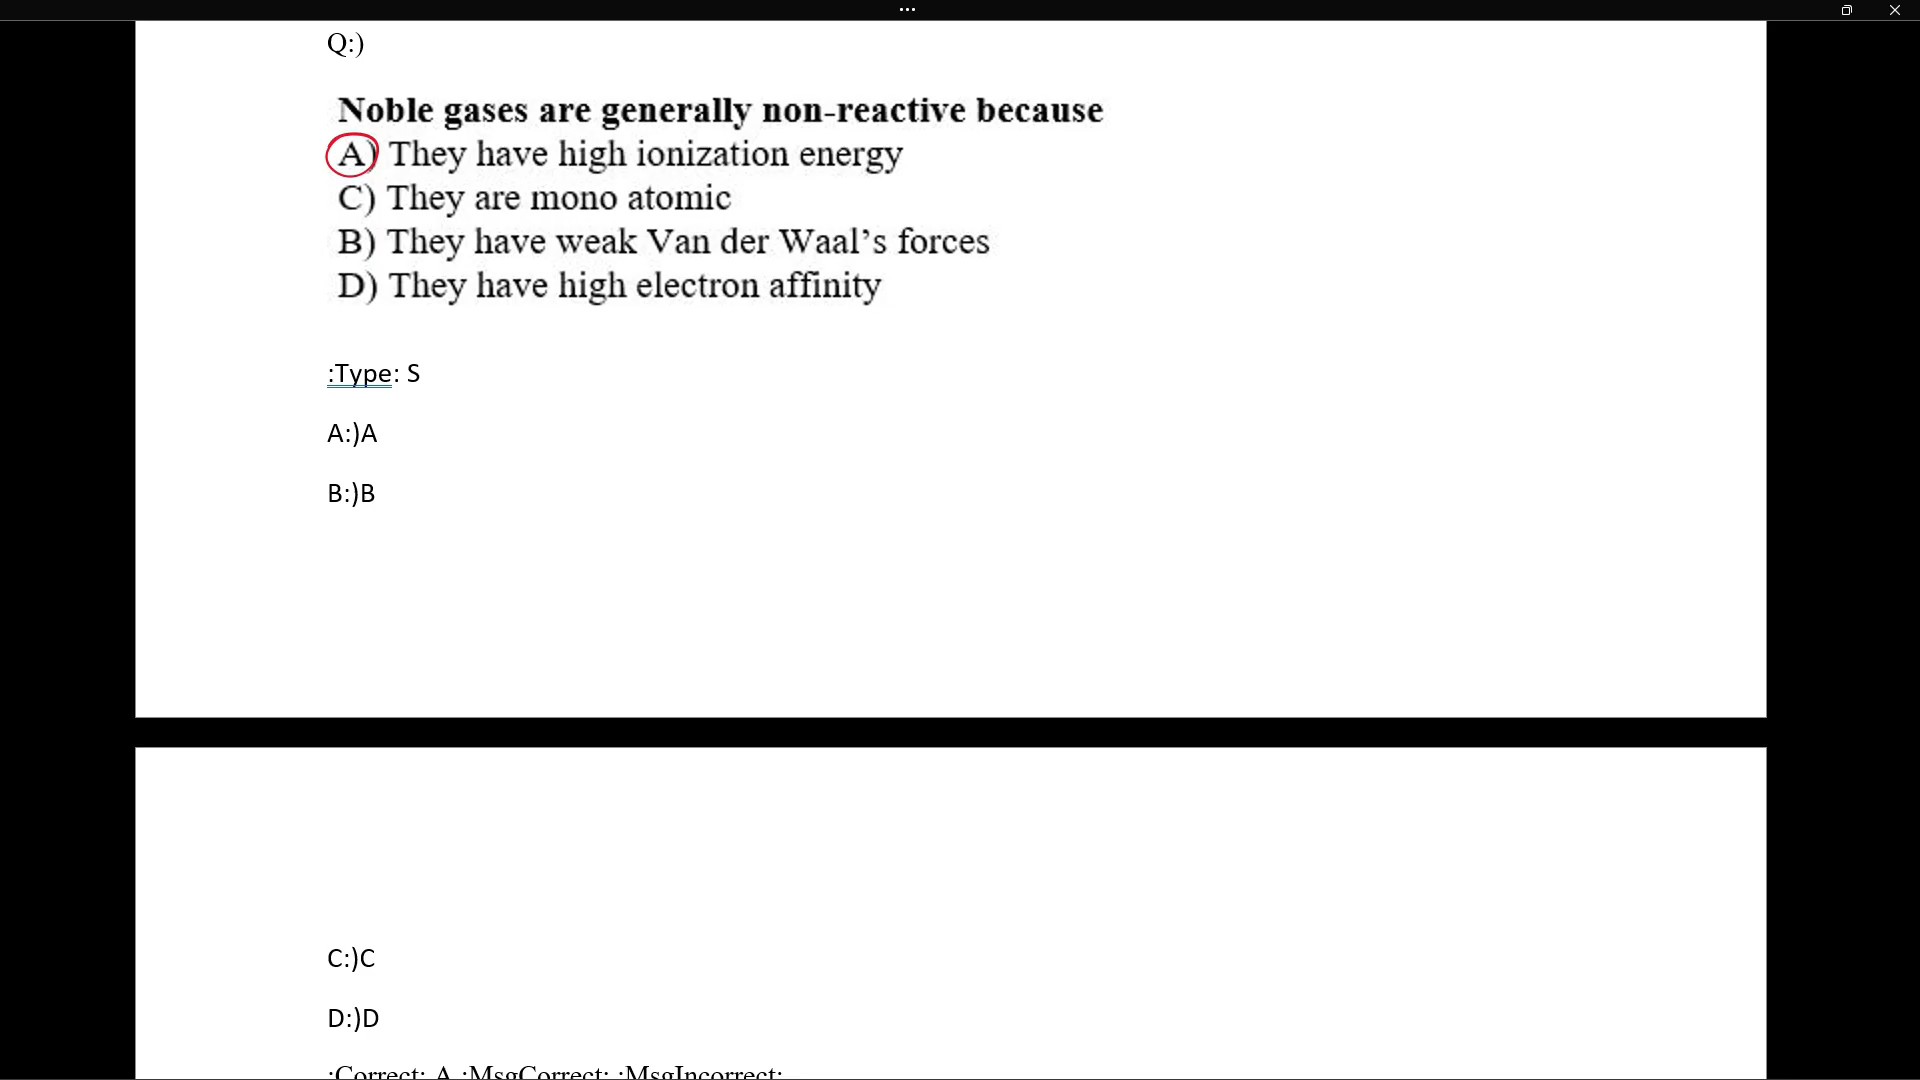 Q:)
Noble gases are generally non-reactive because
A) They have high ionization energy
C) They are mono atomic
B) They have weak Van der Waal’s forces
D) They have high electron affinity
:Type: S
A:)A
B:)B
C:)C
D:)D
:Correct: A :MsgCorrect: :MsgIncorrect: